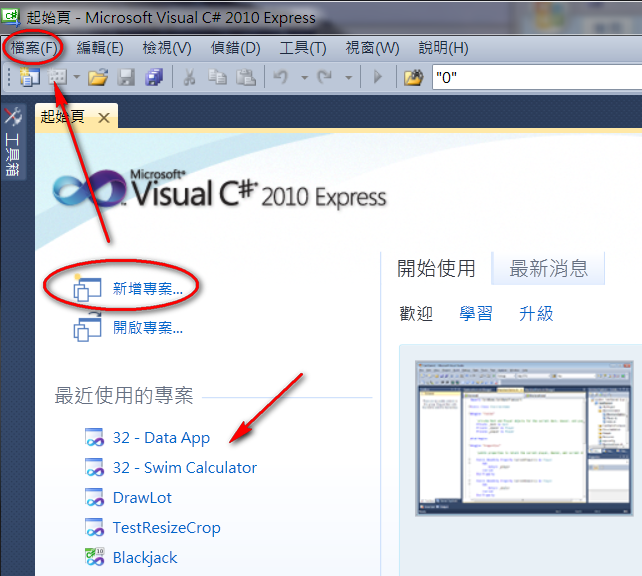 起始頁 - Microsoft Visual C# 2010 Express
檔案(F) 編輯(E) 檢視(V) 偵錯(D) 工具(T) 視窗(W) 說明(H)
"0"
工具箱
起始頁
Microsoft®
Visual C#® 2010 Express
新增專案...
開啟專案...
最近使用的專案
32 - Data App
32 - Swim Calculator
DrawLot
TestResizeCrop
Blackjack
開始使用 最新消息
歡迎 學習 升級